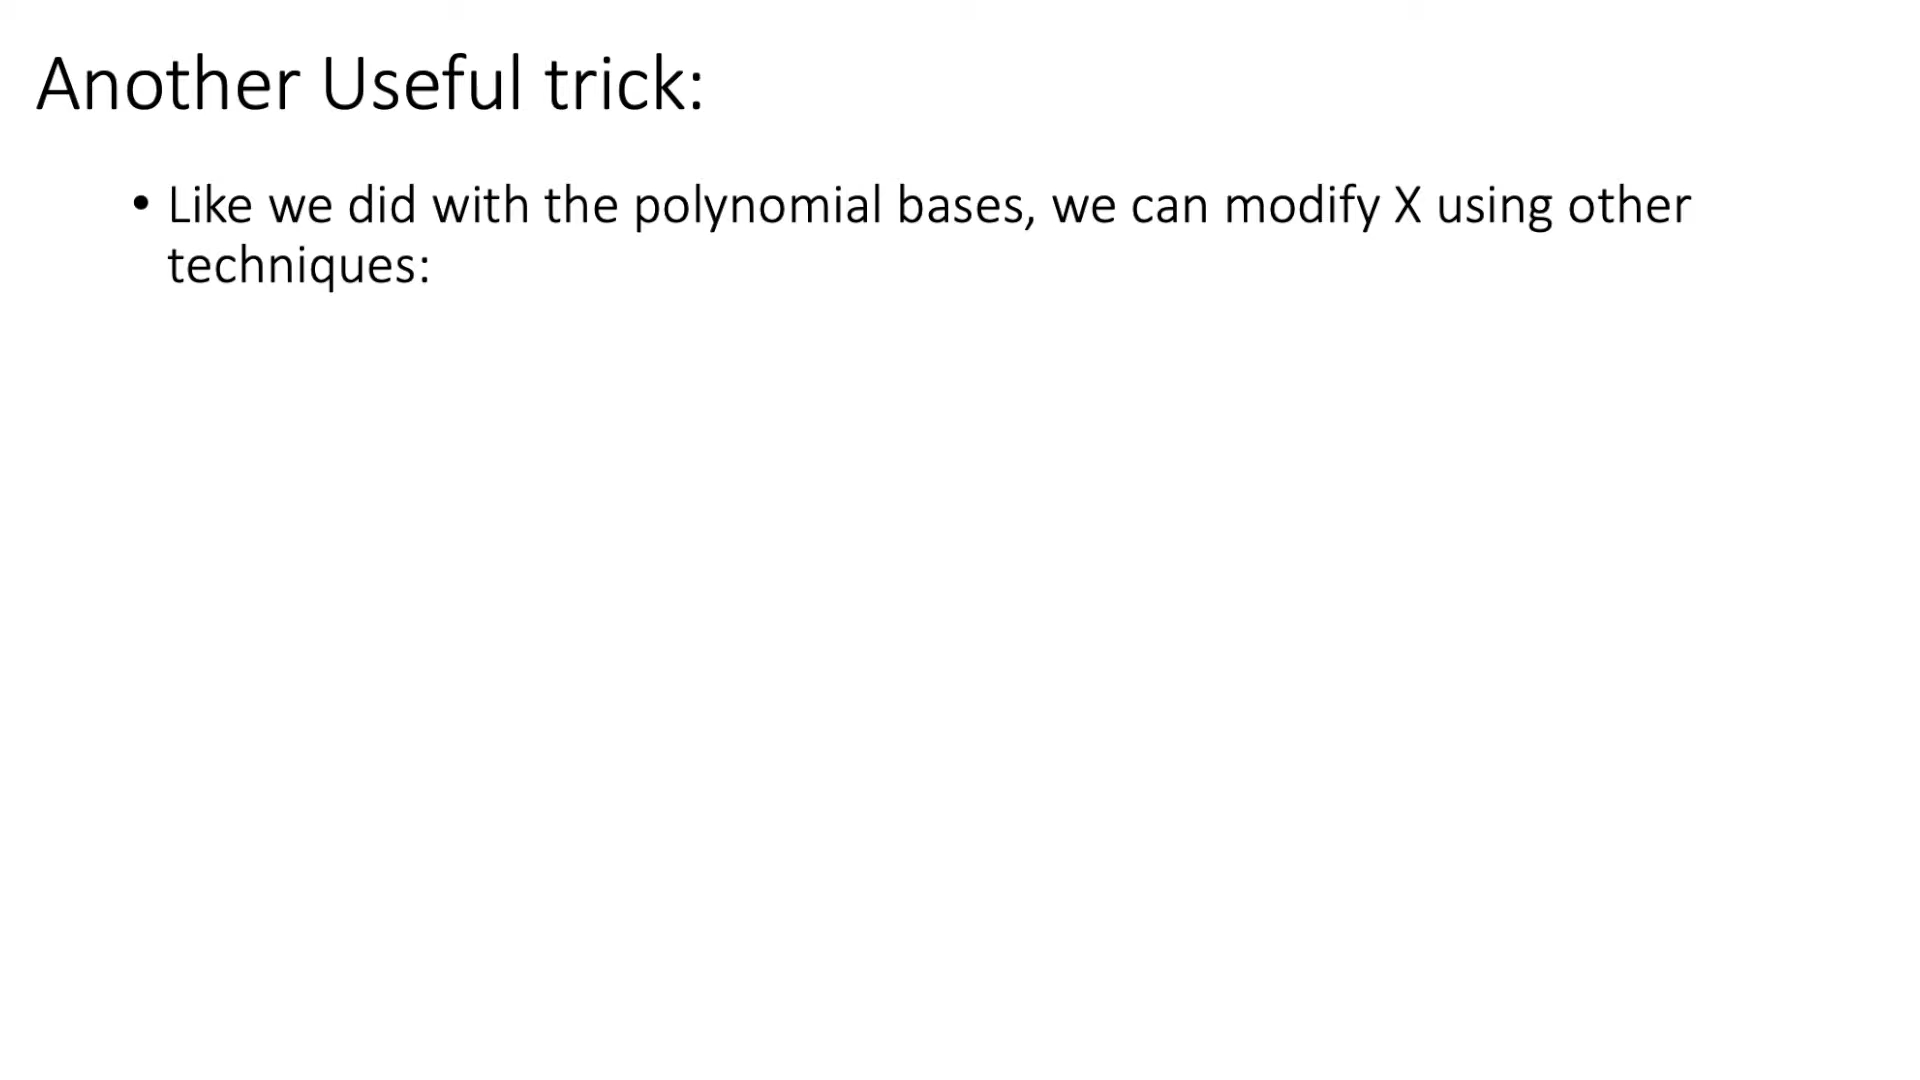 Another Useful trick:
• Like we did with the polynomial bases, we can modify X using other
techniques: